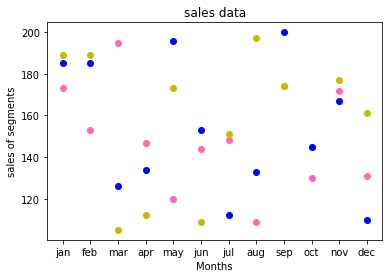 sales data
sales of segments
200
180
160
140
120
jan feb mar apr may jun jul aug sep oct nov dec
Months